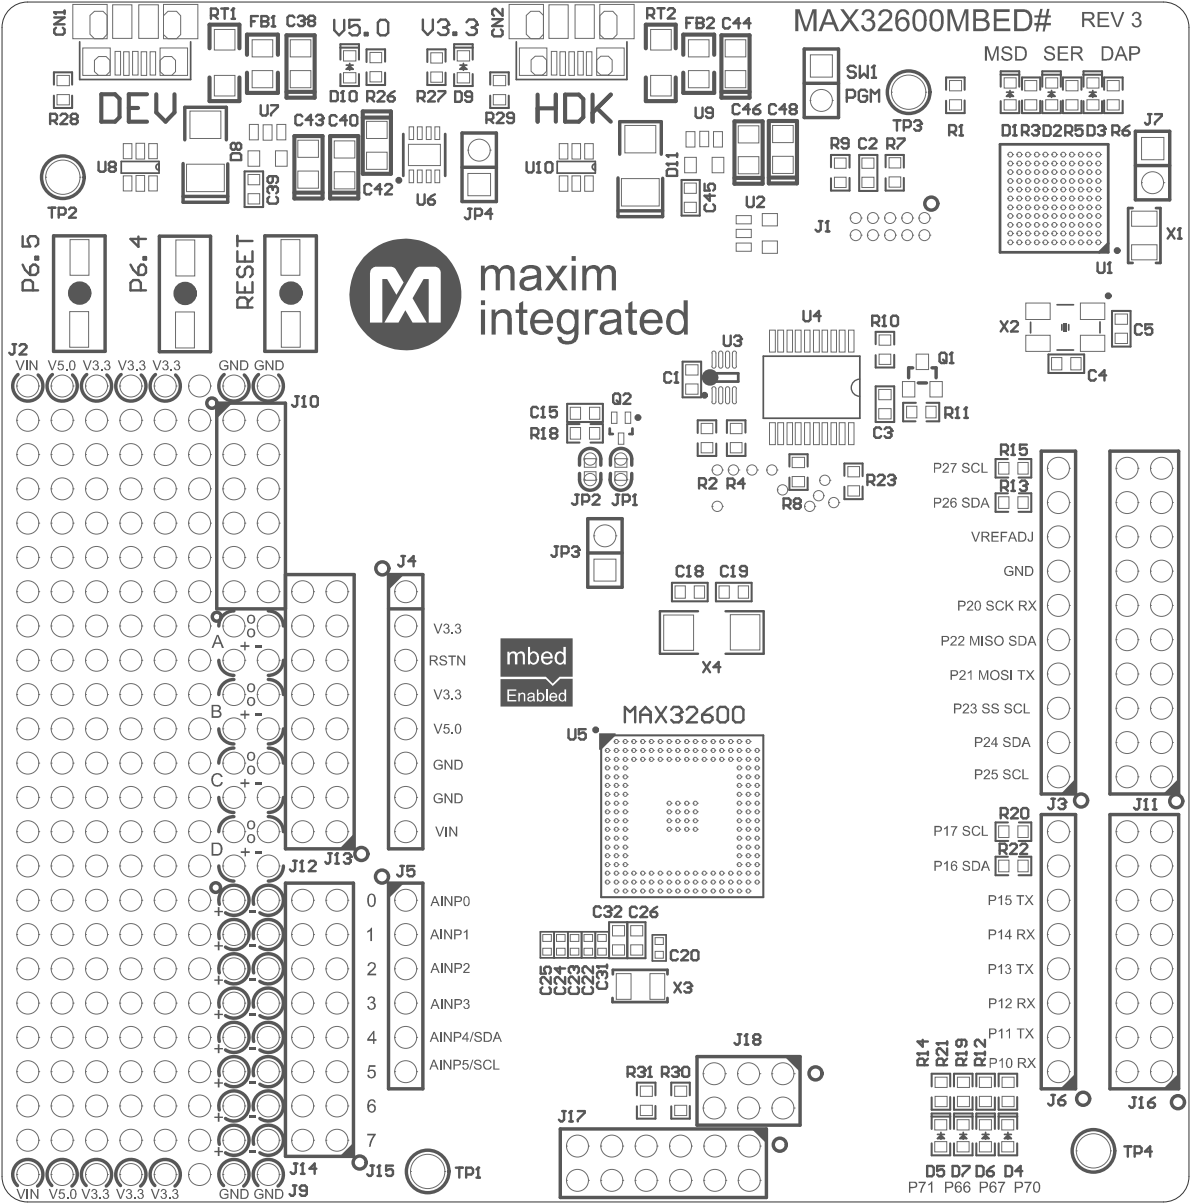 CN1 RT1 FB1 C38 V5.0 V3.3 CN2 RT2 FB2 C44 MAX32600MBED# REV 3
MSD SER DAP
SW1
PGM
R28 DEV U7 D10 R26 R27 D9 R29 HDK U9 C46 C48 TP3 R1 D1 R3 D2 R5 D3 R6 J7
C43 C40 R9 C2 R7
U8 D8 C39 C42 U6 JP4 U10 D11 C45 U2 J1
TP2 X1
U1
P6.5 P6.4 RESET
maxim
integrated
J2 U3 U4 R10 X2 C5
VIN V5.0 V3.3 V3.3 V3.3 GND GND
C1 Q1 C4
J10 C15 Q2 R11
R18 C3
R15
P27 SCL
R2 R4 R23
JP2 JP1 R13
P26 SDA
R8
VREFADJ
JP3
J4 C18 C19 GND
P20 SCK RX
A + - V3.3
P22 MISO SDA
mbed
RSTN X4
P21 MOSI TX
Enabled
V3.3
B + - MAX32600 P23 SS SCL
V5.0 U5
P24 SDA
GND
C + - P25 SCL
GND J3 J11
R20
VIN P17 SCL
D + - J13
J12 R22
P16 SDA
J5
0 AINP0 P15 TX
+ -
C32 C26
1 AINP1 P14 RX
+ -
C20
2 AINP2 P13 TX
+ -
C25 C24 C23 C22 C31
X3
3 AINP3 P12 RX
+ -
4 AINP4/SDA P11 TX
+ -
J18
5 AINP5/SCL R14 R21 R19 R12 P10 RX
+ -
R31 R30
6 J6 J16
+ -
J17
7
+ -
J14 J15 TP1 TP4
D5 D7 D6 D4
J9
P71 P66 P67 P70
VIN V5.0 V3.3 V3.3 V3.3 GND GND